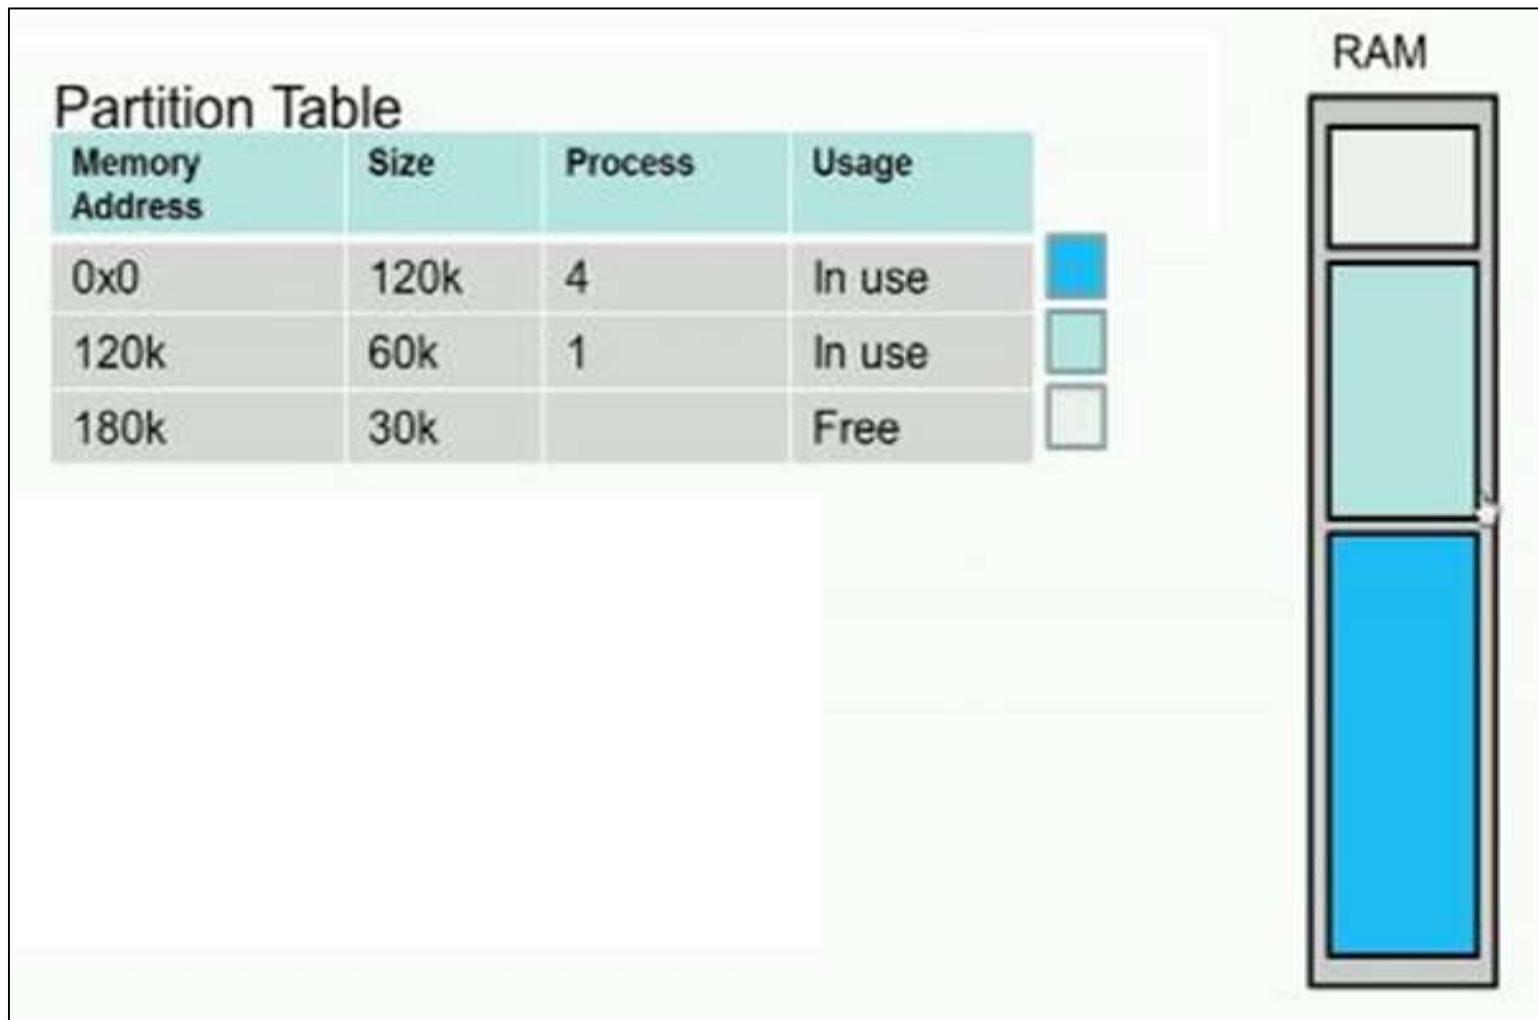 RAM
Partition Table
Memory Address Size Process Usage
0x0 120k 4 In use
120k 60k 1 In use
180k 30k Free